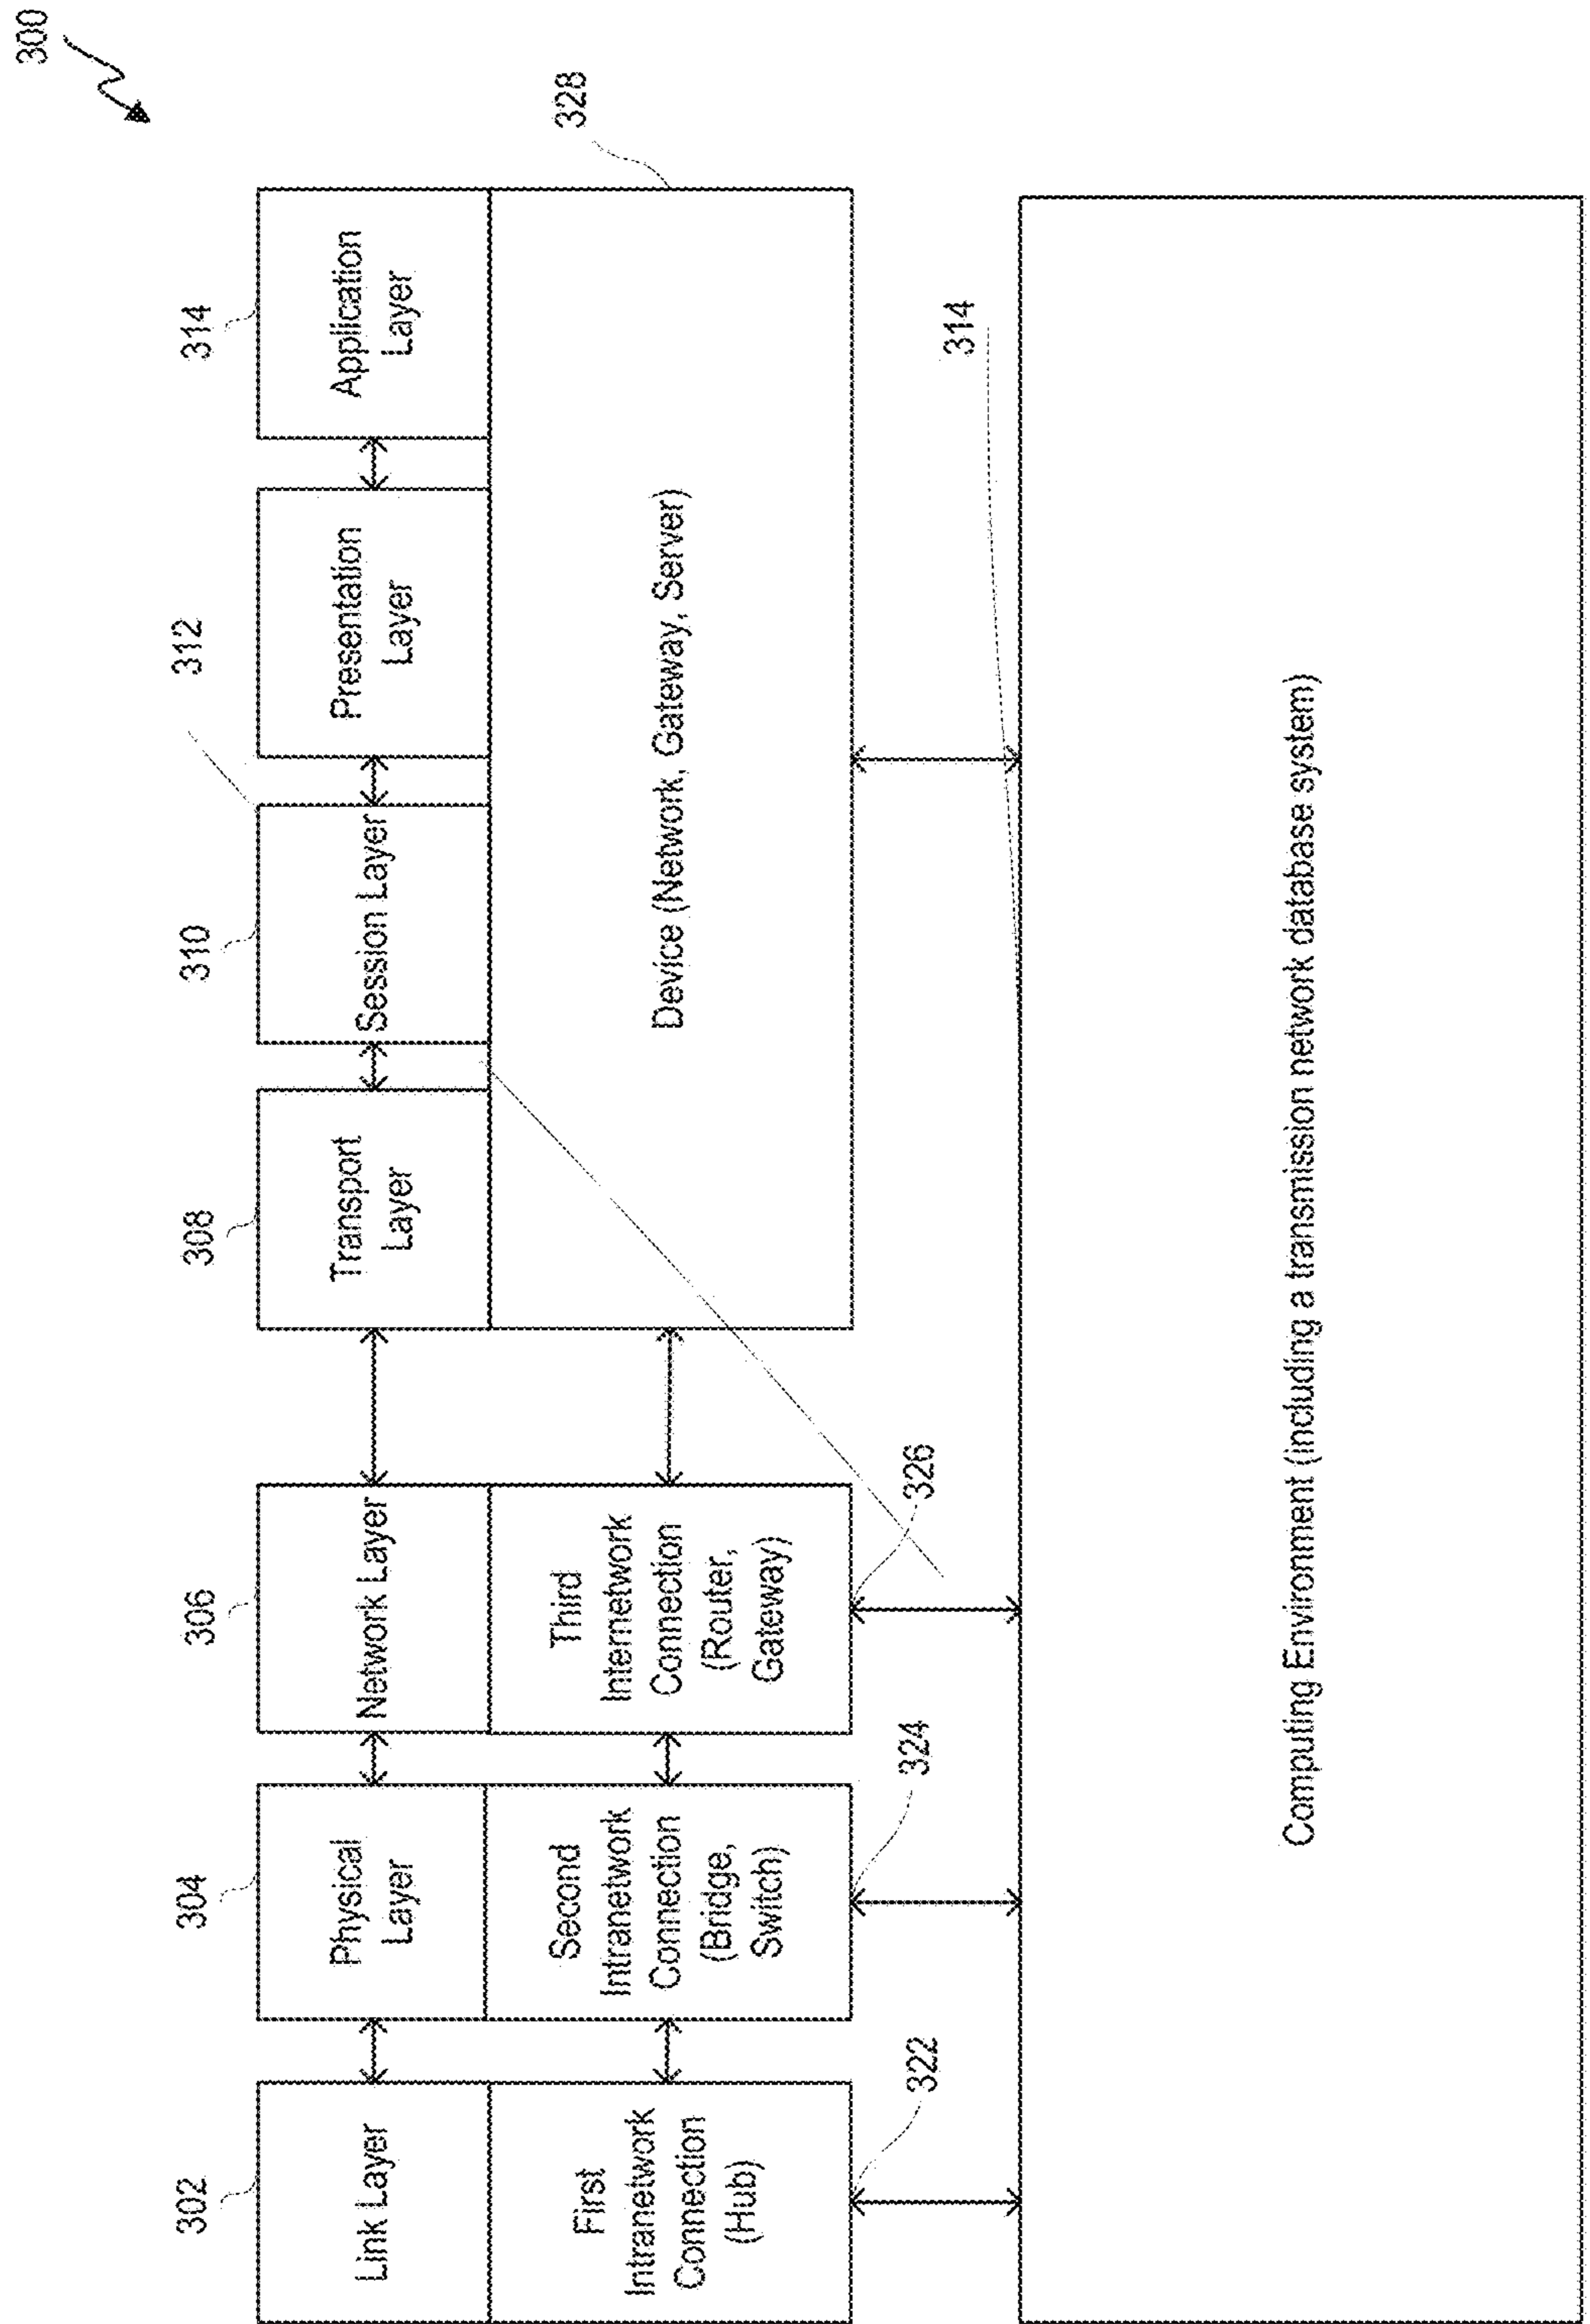 300
302
304
306
308
310
312
314
Link Layer
Physical
Layer
Network Layer
Transport
Layer
Session Layer
Presentation
Layer
Application
Layer
328
First
Intranetwork
Connection
(Hub)
Second
Intranetwork
Connection
(Bridge,
Switch)
Third
Internetwork
Connection
(Router,
Gateway)
Device (Network, Gateway, Server)
322
324
326
314
Computing Environment (including a transmission network database system)